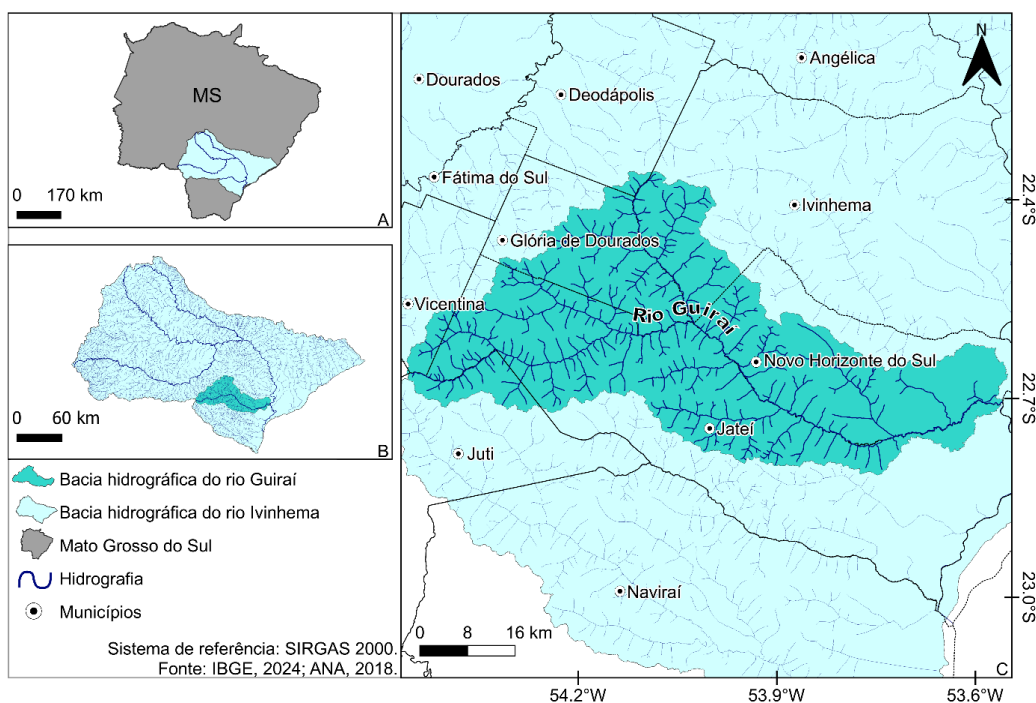 MS
0 170 km
A
0 60 km
B
Bacia hidrográfica do rio Guiraí
Bacia hidrográfica do rio Ivinhema
Mato Grosso do Sul
Hidrografia
Municípios
Sistema de referência: SIRGAS 2000.
Fonte: IBGE, 2024; ANA, 2018.
N
Angélica
Dourados
Deodápolis
Fátima do Sul
Ivinhema
Glória de Dourados
Vicentina
Rio Guiraí
Novo Horizonte do Sul
Jateí
Juti
Naviraí
0 8 16 km
C
22.4°S
22.7°S
23.0°S
54.2°W 53.9°W 53.6°W